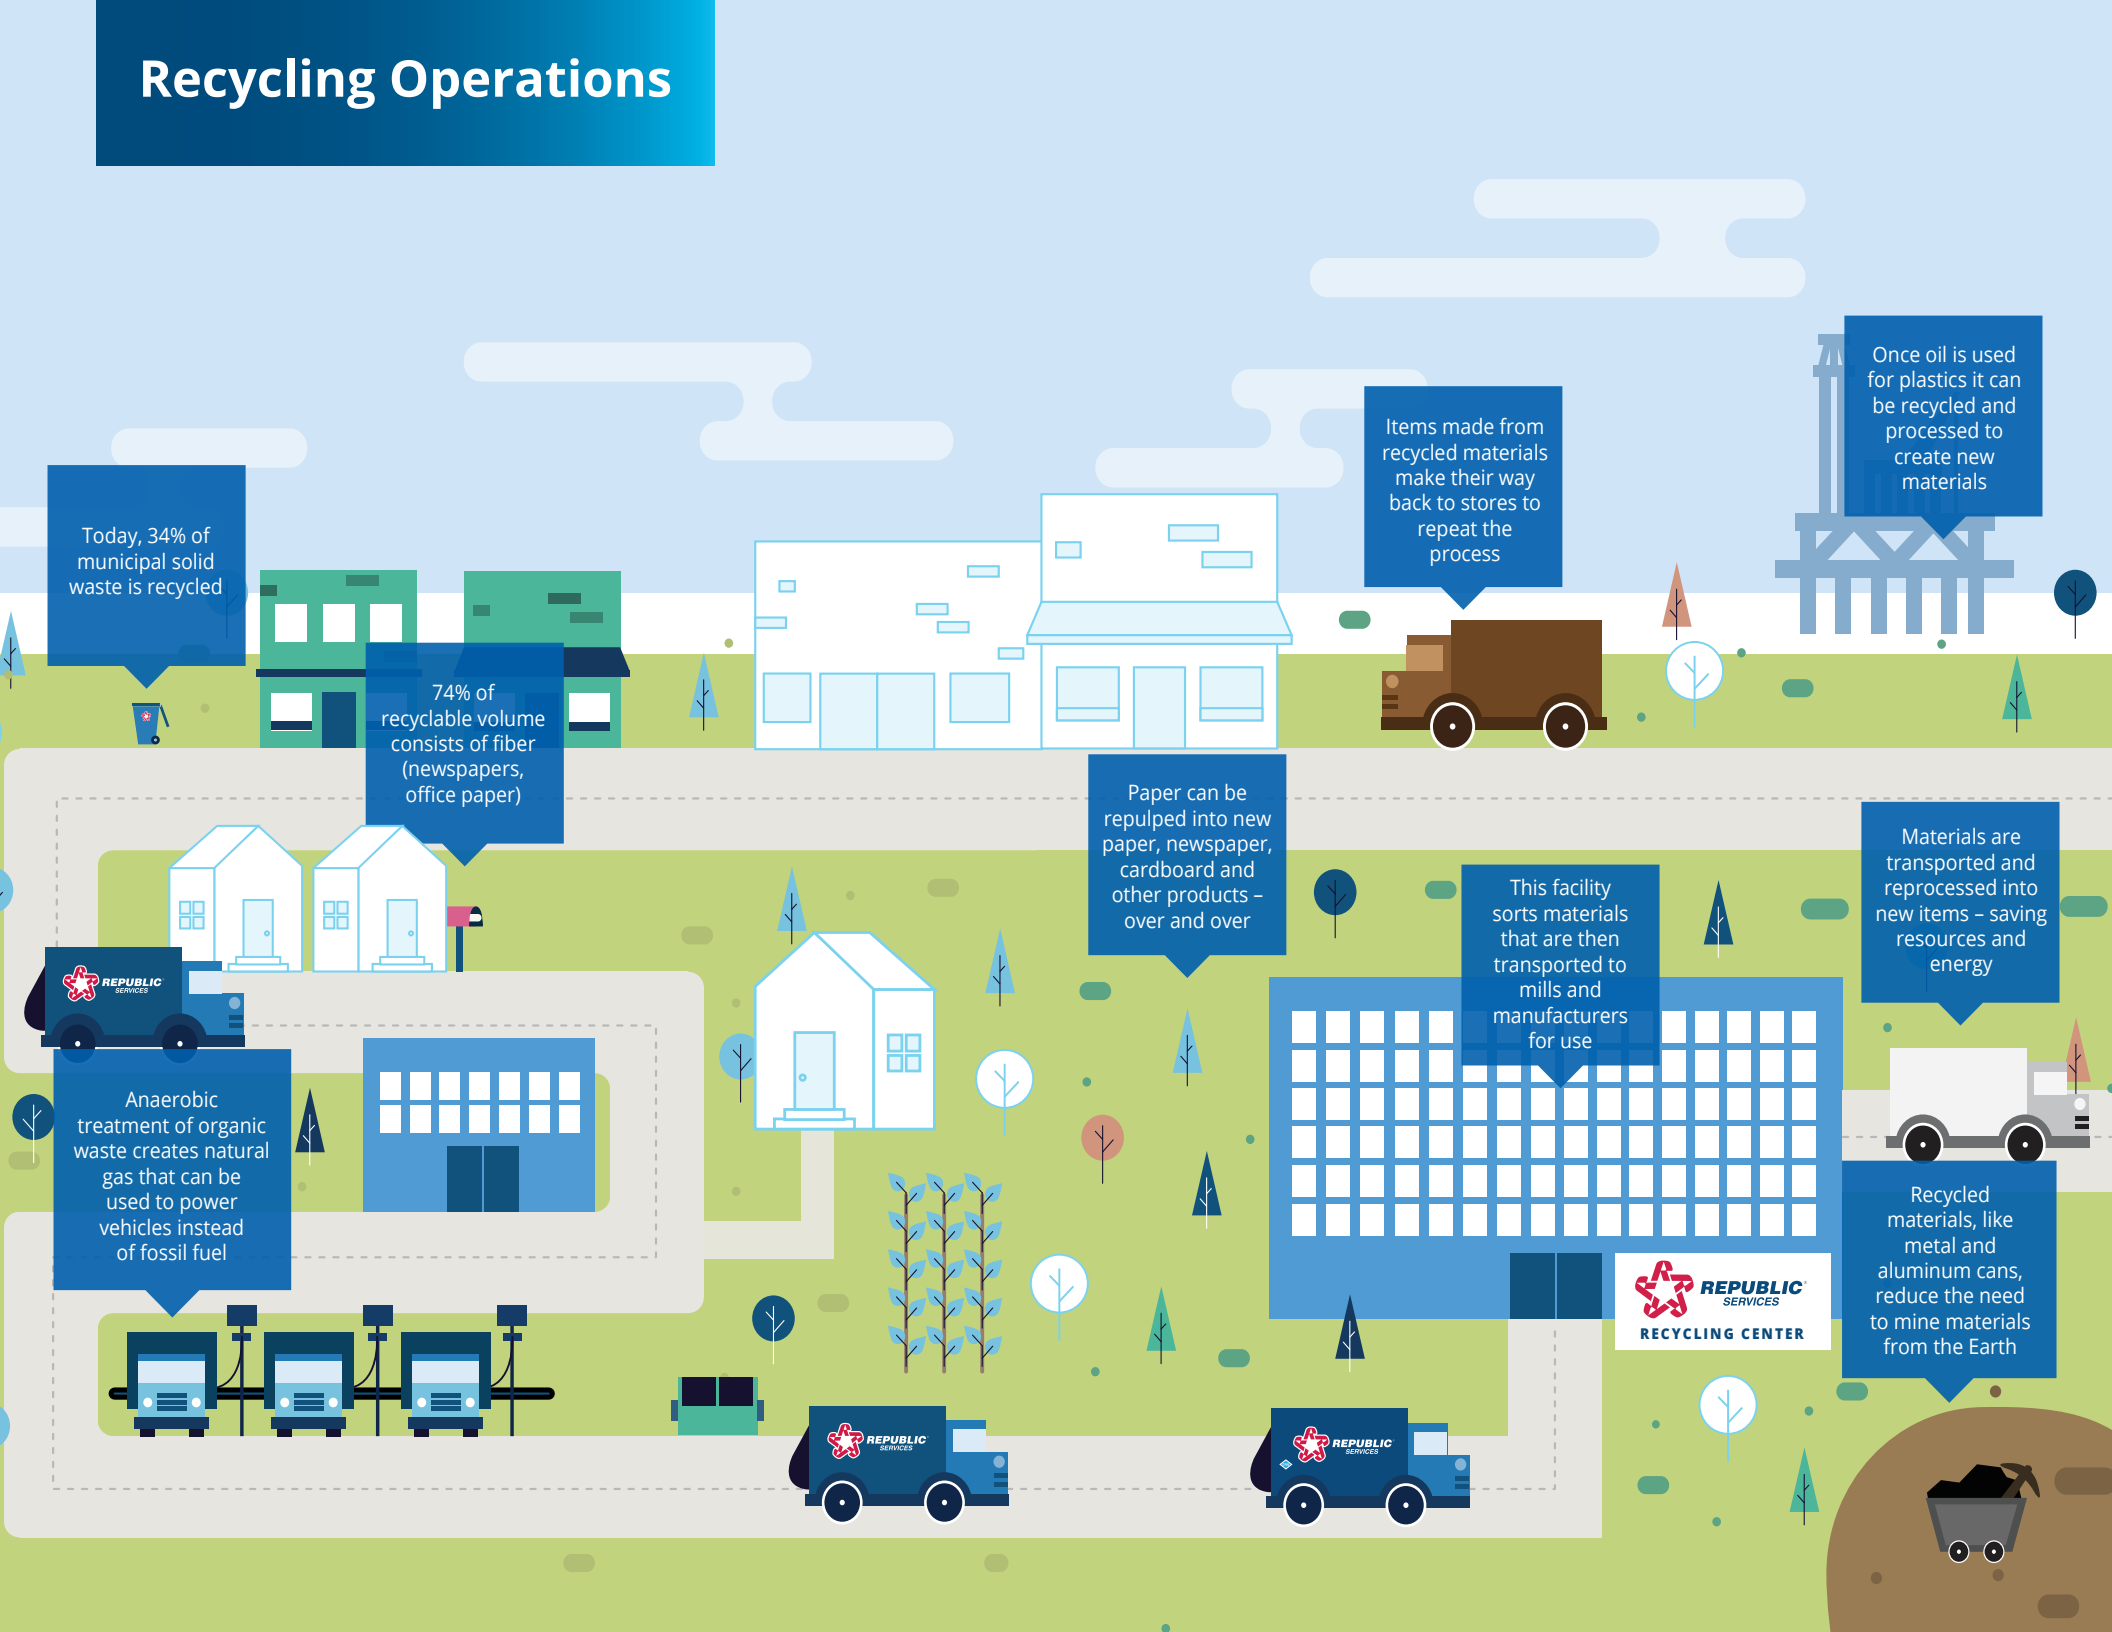 Recycling Operations
Once oil is used
for plastics it can
be recycled and
processed to
create new
materials
Items made from
recycled materials
make their way
back to stores to
repeat the
process
Today, 34% of
municipal solid
waste is recycled
74% of
recyclable volume
consists of fiber
(newspapers,
office paper)
Paper can be
repulped into new
paper, newspaper,
cardboard and
other products –
over and over
Materials are
transported and
reprocessed into
new items – saving
resources and
energy
This facility
sorts materials
that are then
transported to
mills and
manufacturers
for use
REPUBLIC
SERVICES
Anaerobic
treatment of organic
waste creates natural
gas that can be
used to power
vehicles instead
of fossil fuel
Recycled
materials, like
metal and
aluminum cans,
reduce the need
to mine materials
from the Earth
REPUBLIC
SERVICES
RECYCLING CENTER
REPUBLIC
SERVICES
REPUBLIC
SERVICES